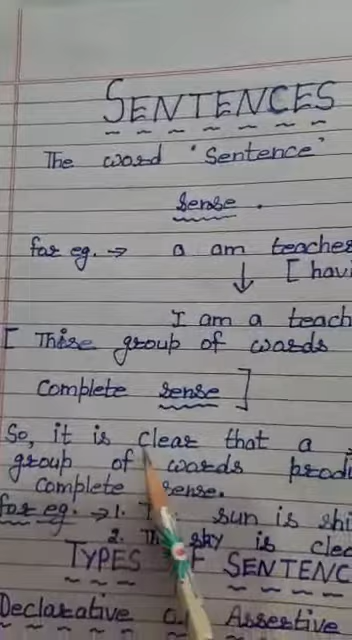 SENTENCES
The word 'Sentence'
sense.
for eg. → a am teacher
↓ [hav
I am a teach
[These group of words
complete sense]
So, it is clear that a
group of words prod
complete sense.
for eg. → 1. sun is shi
2. The sky is clea
TYPES OF SENTENC
Declarative or Assertive